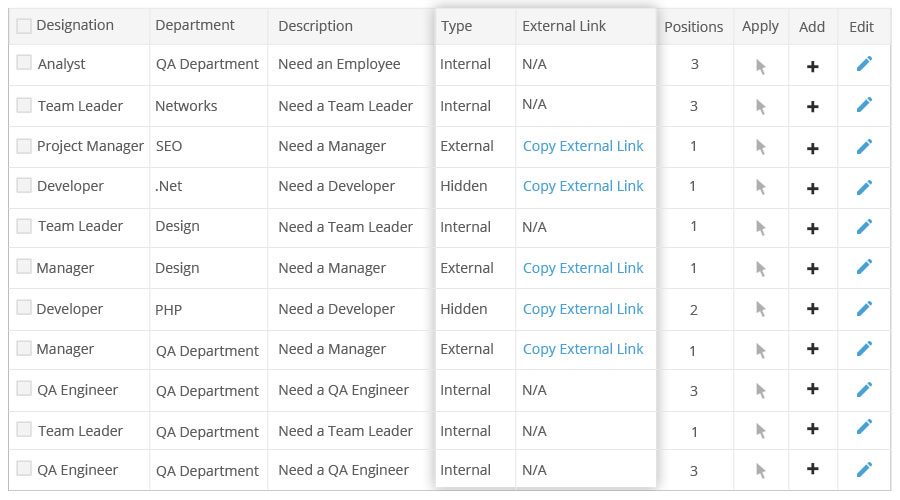 Designation Department Description Type External Link Positions Apply Add Edit
Analyst QA Department Need an Employee Internal N/A 3
Team Leader Networks Need a Team Leader Internal N/A 3
Project Manager SEO Need a Manager External Copy External Link 1
Developer .Net Need a Developer Hidden Copy External Link 1
Team Leader Design Need a Team Leader Internal N/A 1
Manager Design Need a Manager External Copy External Link 1
Developer PHP Need a Developer Hidden Copy External Link 2
Manager QA Department Need a Manager External Copy External Link 1
QA Engineer QA Department Need a QA Engineer Internal N/A 3
Team Leader QA Department Need a Team Leader Internal N/A 1
QA Engineer QA Department Need a QA Engineer Internal N/A 3